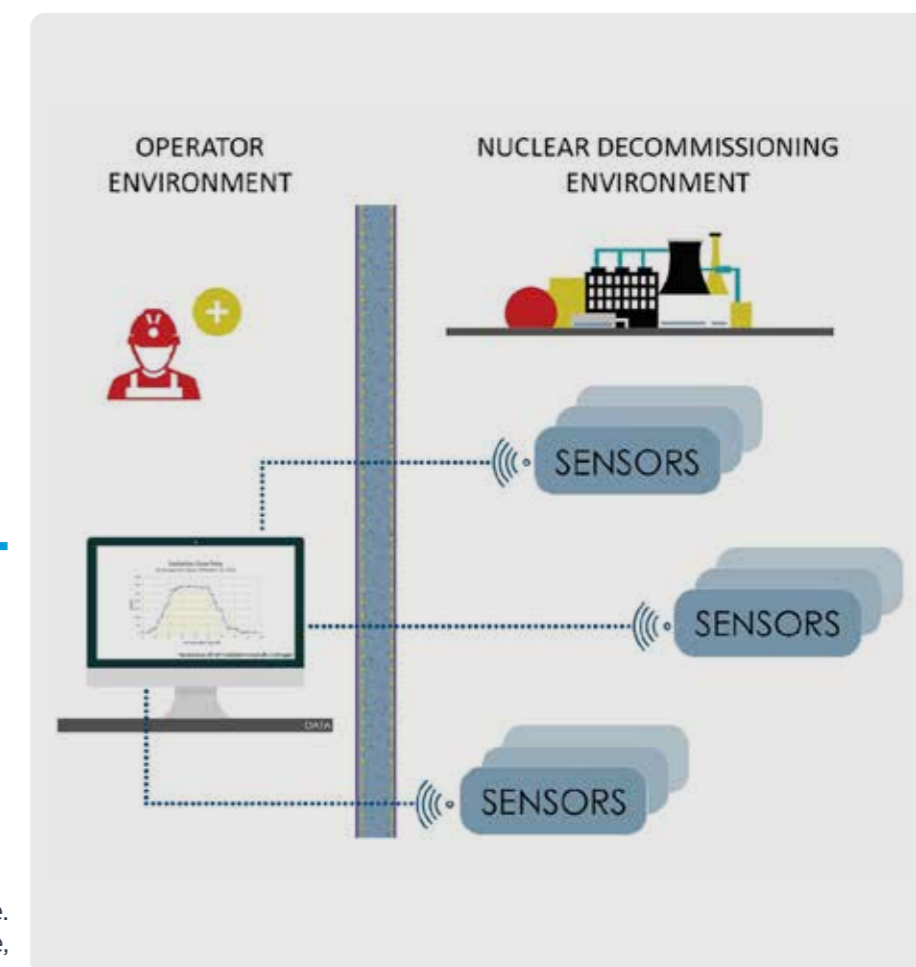 OPERATOR
ENVIRONMENT
NUCLEAR DECOMMISSIONING
ENVIRONMENT
SENSORS
SENSORS
DATA
SENSORS
e.
e,